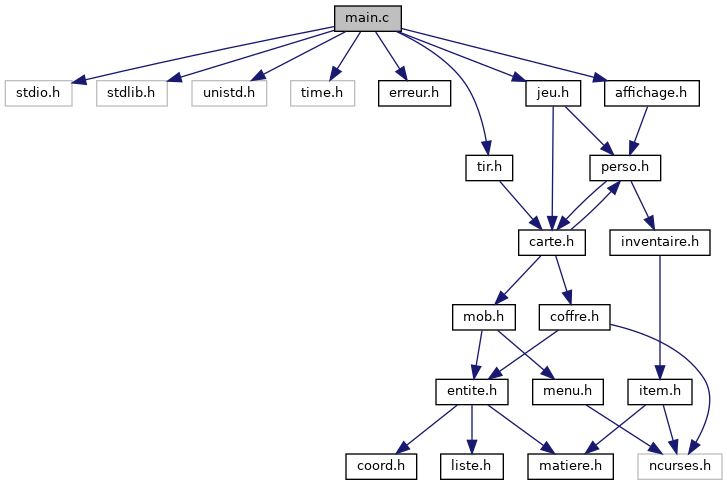 main.c
stdio.h
stdlib.h
unistd.h
time.h
erreur.h
jeu.h
affichage.h
tir.h
perso.h
carte.h
inventaire.h
mob.h
coffre.h
entite.h
menu.h
item.h
coord.h
liste.h
matiere.h
ncurses.h